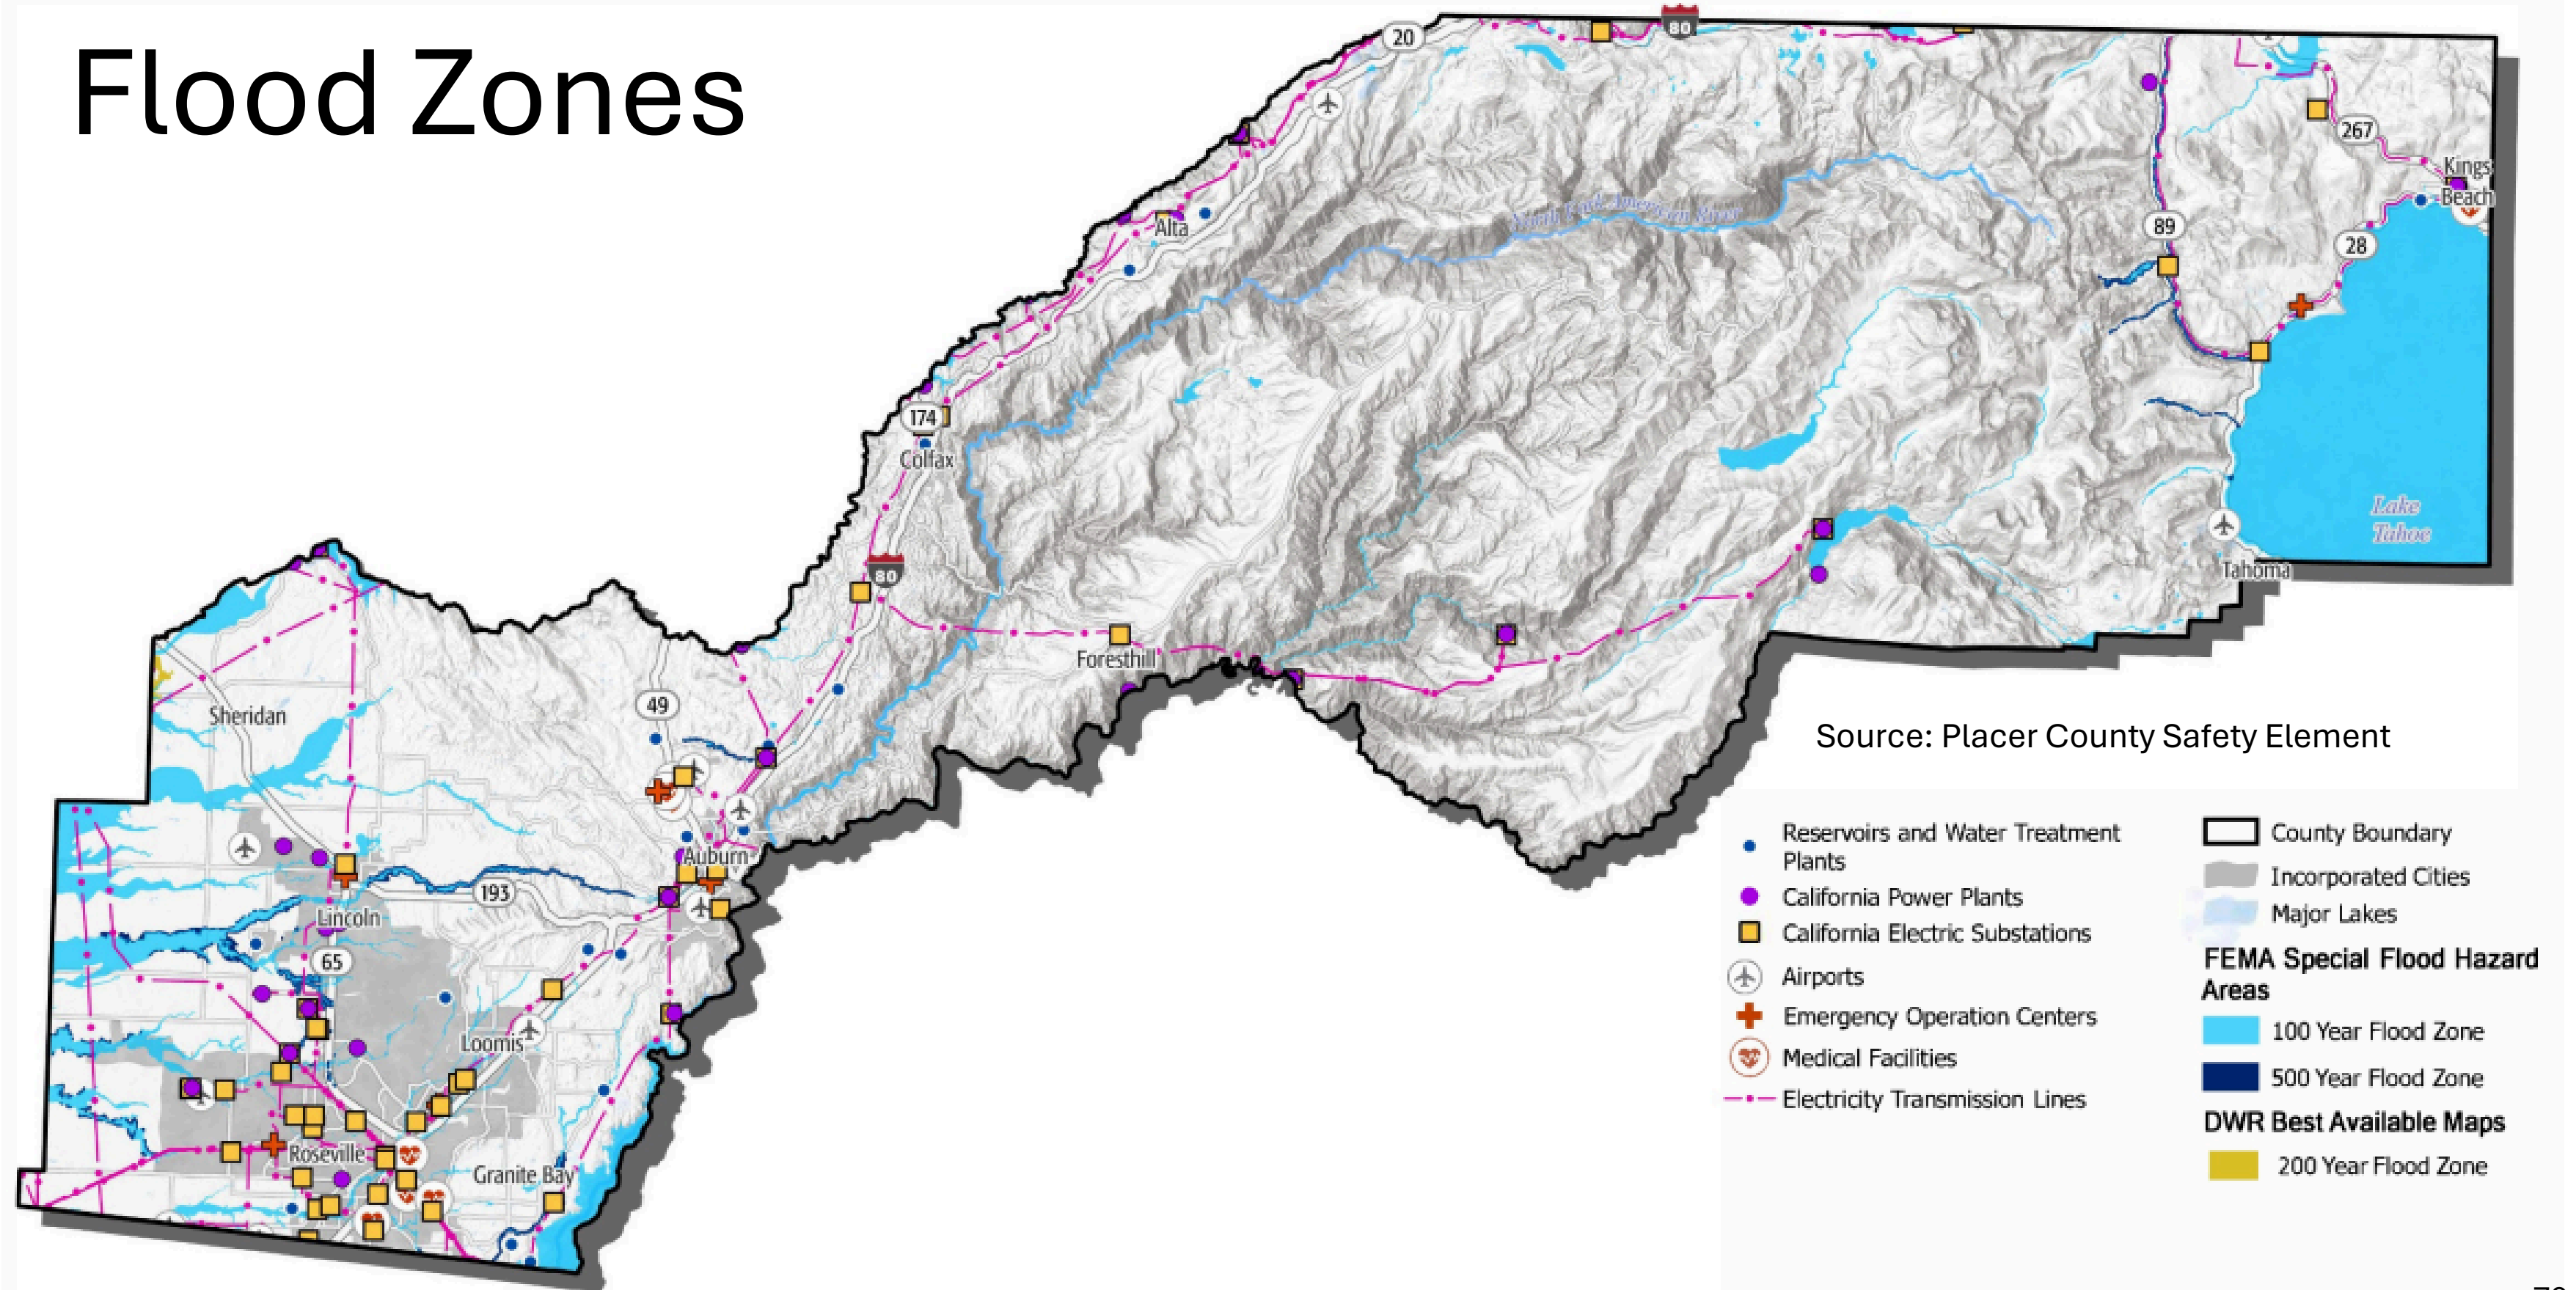 Flood Zones
20
80
267
Kings
Beach
North Fork American River
89
28
Alta
174
Colfax
Lake
Tahoe
80
Tahoma
Foresthill
49
Sheridan
Source: Placer County Safety Element
Auburn
193
Lincoln
65
Loomis
Roseville
Granite Bay
Reservoirs and Water Treatment
Plants
California Power Plants
California Electric Substations
Airports
Emergency Operation Centers
Medical Facilities
Electricity Transmission Lines
County Boundary
Incorporated Cities
Major Lakes
FEMA Special Flood Hazard
Areas
100 Year Flood Zone
500 Year Flood Zone
DWR Best Available Maps
200 Year Flood Zone